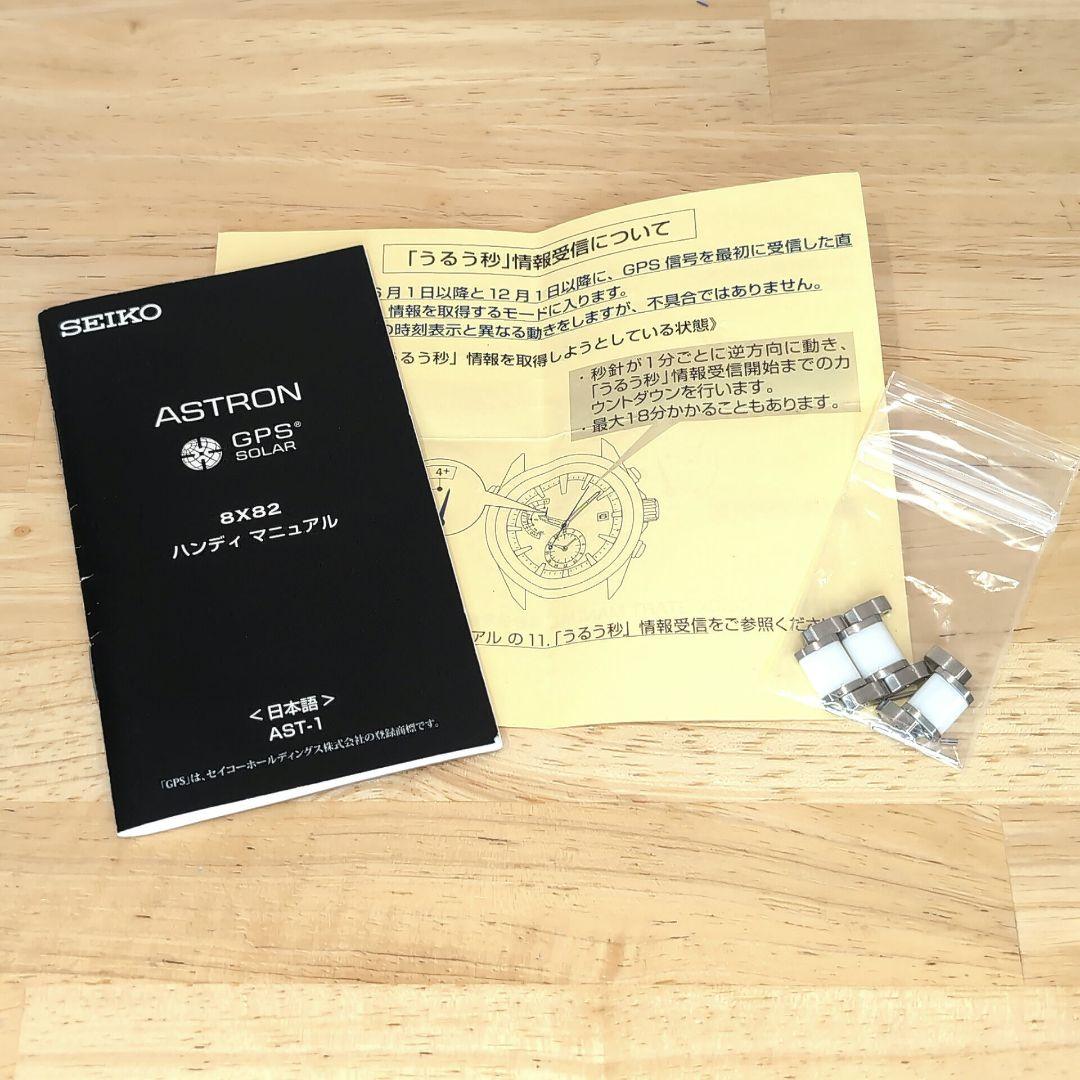 SEIKO
ASTRON
GPS®
SOLAR
8X82
ハンディ マニュアル
＜日本語＞
AST-1
「GPS」は、セイコーホールディングス株式会社の登録商標です。
「うるう秒」情報受信について
月1日以降と12月1日以降に、GPS 信号を最初に受信した直
情報を取得するモードに入ります。
の時刻表示と異なる動きをしますが、不具合ではありません。
うるう秒」情報を取得しようとしている状態》
・秒針が1分ごとに逆方向に動き、
「うるう秒」情報受信開始までのカ
ウントダウンを行います。
・最大18分かかることもあります。
4+
アル の 11.「うるう秒」情報受信をご参照くださ